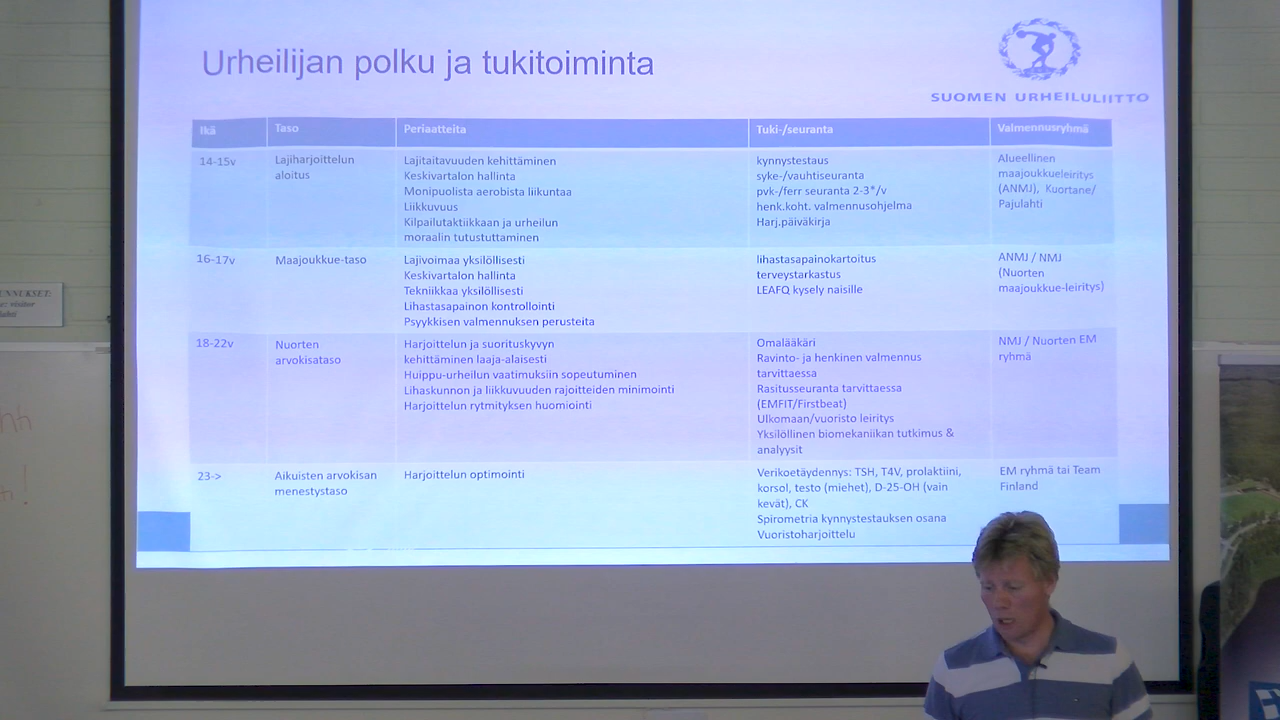 Urheilijan polku ja tukitoiminta
SUOMEN URHEILULIITTO
Ikä
Taso
Periaatteita
Tuki-/seuranta
Valmennusryhmä
14-15v
Lajiharjoittelun
aloitus
Lajitaitavuuden kehittäminen
Keskivartalon hallinta
Monipuolista aerobista liikuntaa
Liikkuvuus
Kilpailutaktiikkaan ja urheilun
moraalin tutustuttaminen
kynnystestaus
syke-/vauhtiseuranta
pvk-/ferr seuranta 2-3*/v
henk.koht. valmennusohjelma
Harj.päiväkirja
Alueellinen
maajoukkueleiritys
(ANMJ), Kuortane/
Pajulahti
16-17v
Maajoukkue-taso
Lajivoimaa yksilöllisesti
Keskivartalon hallinta
Tekniikkaa yksilöllisesti
Lihastasapainon kontrollointi
Psyykkisen valmennuksen perusteita
lihastasapainokartoitus
terveystarkastus
LEAFQ kysely naisille
ANMJ / NMJ
(Nuorten
maajoukkue-leiritys)
18-22v
Nuorten
arvokisataso
Harjoittelun ja suorituskyvyn
kehittäminen laaja-alaisesti
Huippu-urheilun vaatimuksiin sopeutuminen
Lihaskunnon ja liikkuvuuden rajoitteiden minimointi
Harjoittelun rytmityksen huomiointi
Omalääkäri
Ravinto- ja henkinen valmennus
tarvittaessa
Rasitusseuranta tarvittaessa
(EMFIT/Firstbeat)
Ulkomaan/vuoristo leiritys
Yksilöllinen biomekaniikan tutkimus &
analyysit
NMJ / Nuorten EM
ryhmä
23->
Aikuisten arvokisan
menestystaso
Harjoittelun optimointi
Verikoetäydennys: TSH, T4V, prolaktiini,
korsol, testo (miehet), D-25-OH (vain
kevät), CK
Spirometria kynnystestauksen osana
Vuoristoharjoittelu
EM ryhmä tai Team
Finland